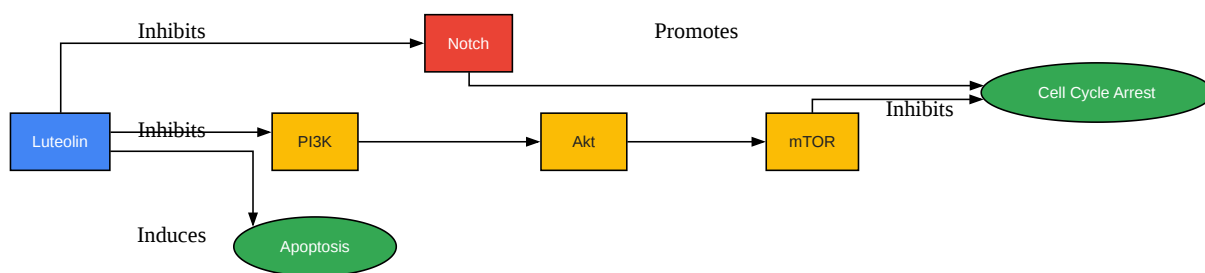 Inhibits
Promotes
Notch
Cell Cycle Arrest
Inhibits
Luteolin
Inhibits
PI3K
Akt
mTOR
Induces
Apoptosis